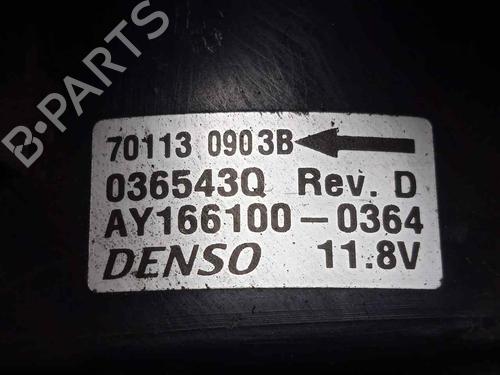 B-PARTS
70113 0903B
036543Q Rev. D
AY166100-0364
DENSO 11.8V